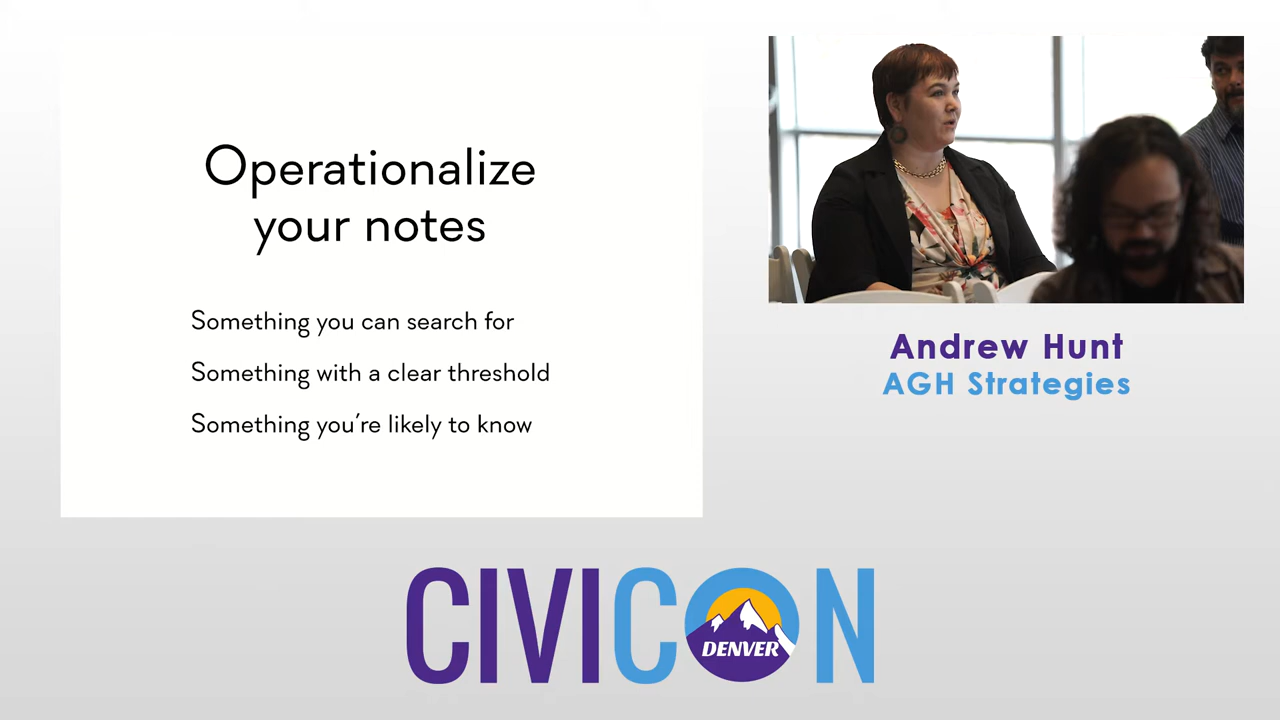 Operationalize
your notes
Something you can search for
Something with a clear threshold
Something you’re likely to know
Andrew Hunt
AGH Strategies
CIVICON
DENVER